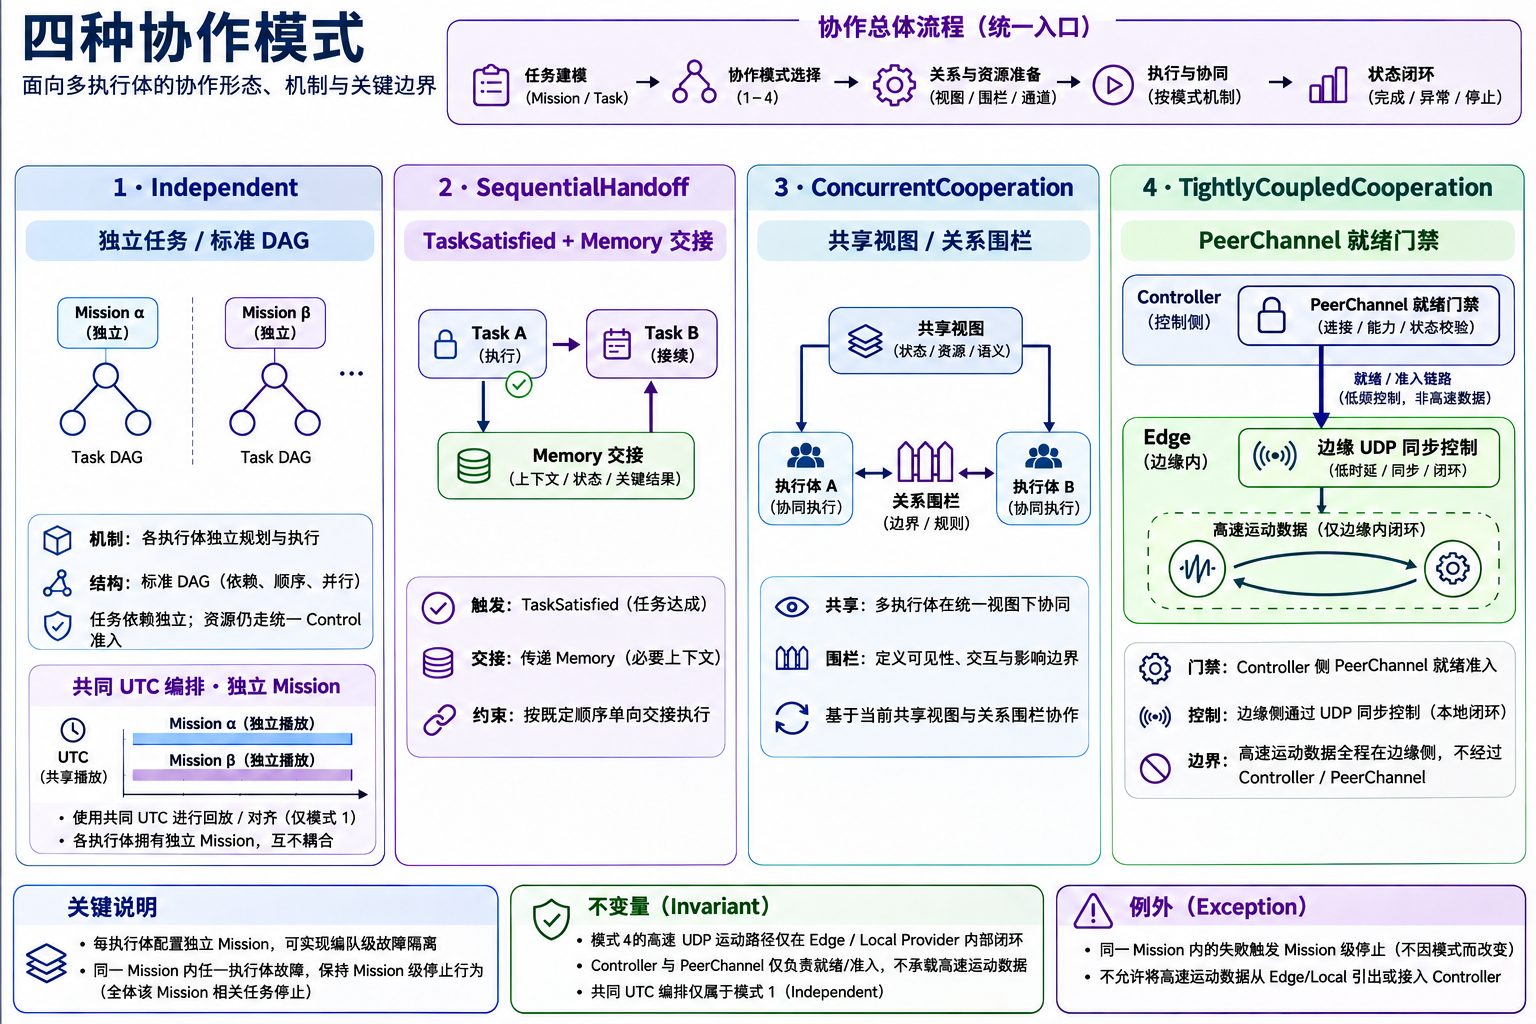 四种协作模式
面向多执行体的协作形态、机制与关键边界
协作总体流程（统一入口）
任务建模
（Mission / Task）
协作模式选择
（1–4）
关系与资源准备
（视图 / 围栏 / 通道）
执行与协同
（按模式机制）
状态闭环
（完成 / 异常 / 停止）
1 · Independent
独立任务 / 标准 DAG
Mission α
（独立）
Mission β
（独立）
...
Task DAG
Task DAG
机制：各执行体独立规划与执行
结构：标准 DAG（依赖、顺序、并行）
任务依赖独立；资源仍走统一 Control
准入
共同 UTC 编排 · 独立 Mission
UTC
（共享播放）
Mission α（独立播放）
Mission β（独立播放）
• 使用共同 UTC 进行回放 / 对齐（仅模式 1）
• 各执行体拥有独立 Mission，互不耦合
2 · SequentialHandoff
TaskSatisfied + Memory 交接
Task A
（执行）
Task B
（接续）
Memory 交接
（上下文 / 状态 / 关键结果）
触发：TaskSatisfied（任务达成）
交接：传递 Memory（必要上下文）
约束：按既定顺序单向交接执行
3 · ConcurrentCooperation
共享视图 / 关系围栏
共享视图
（状态 / 资源 / 语义）
执行体 A
（协同执行）
关系围栏
（边界 / 规则）
执行体 B
（协同执行）
共享：多执行体在统一视图下协同
围栏：定义可见性、交互与影响边界
基于当前共享视图与关系围栏协作
4 · TightlyCoupledCooperation
PeerChannel 就绪门禁
Controller
（控制侧）
PeerChannel 就绪门禁
（连接 / 能力 / 状态校验）
就绪 / 准入链路
（低频控制，非高速数据）
Edge
（边缘内）
边缘 UDP 同步控制
（低时延 / 同步 / 闭环）
高速运动数据（仅边缘内闭环）
门禁：Controller 侧 PeerChannel 就绪准入
控制：边缘侧通过 UDP 同步控制（本地闭环）
边界：高速运动数据全程在边缘侧，不经过
Controller / PeerChannel
关键说明
• 每执行体配置独立 Mission，可实现编队级故障隔离
• 同一 Mission 内任一执行体故障，保持 Mission 级停止行为
（全体该 Mission 相关任务停止）
不变量（Invariant）
• 模式 4的高速 UDP 运动路径仅在 Edge / Local Provider 内部闭环
• Controller 与 PeerChannel 仅负责就绪/准入，不承载高速运动数据
• 共同 UTC 编排仅属于模式 1（Independent）
例外（Exception）
• 同一 Mission 内的失败触发 Mission 级停止（不因模式而改变）
• 不允许将高速运动数据从 Edge/Local 引出或接入 Controller